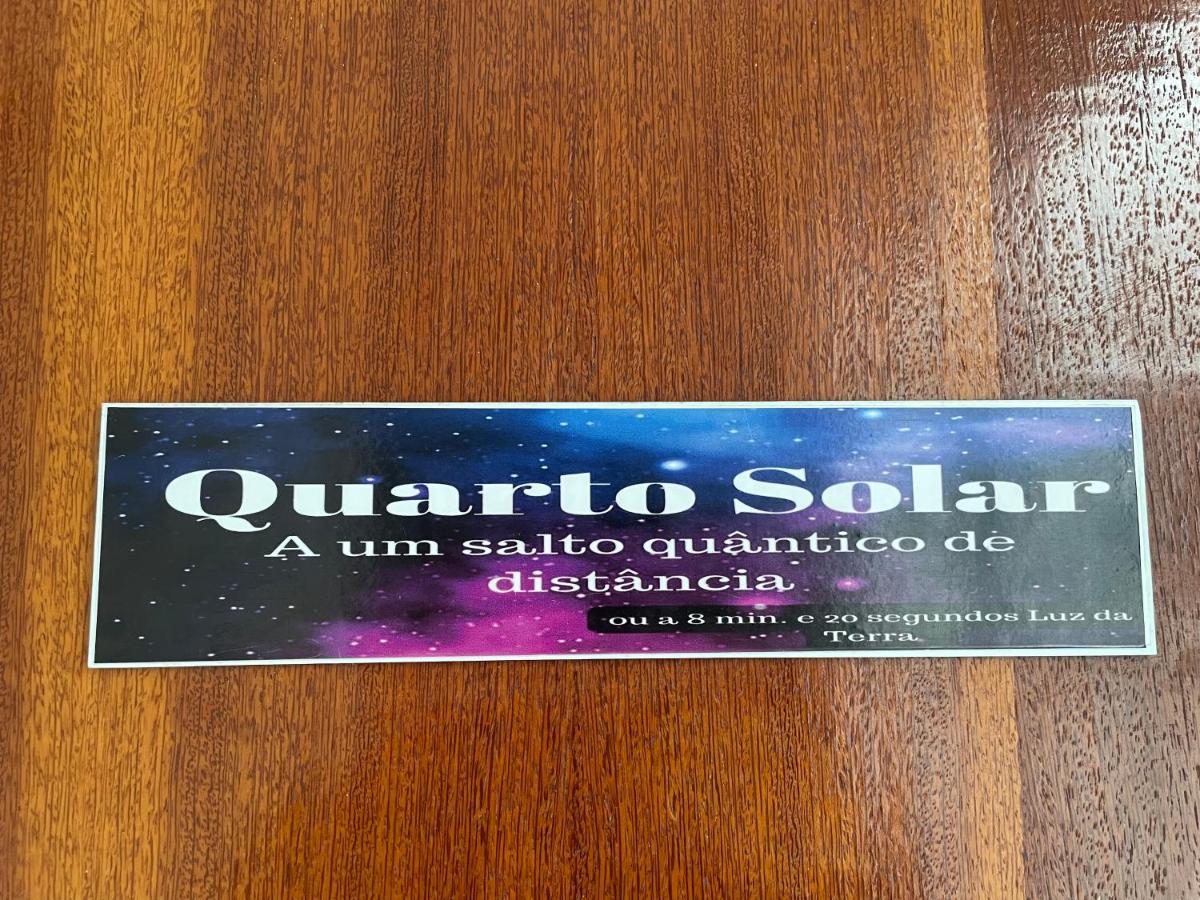 Quarto Solar
A um salto quântico de
distância
ou a 8 min. e 20 segundos Luz da
Terra